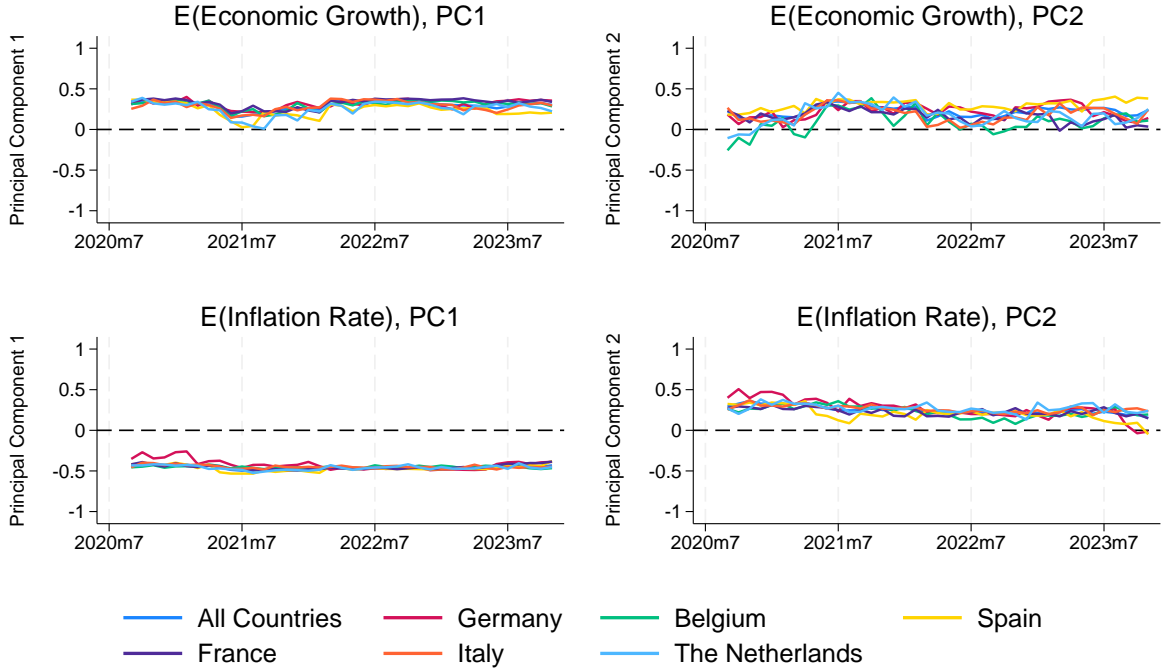 E(Economic Growth), PC1
Principal Component 1
1
0.5
0
-0.5
-1
2020m7 2021m7 2022m7 2023m7
E(Economic Growth), PC2
Principal Component 2
1
0.5
0
-0.5
-1
2020m7 2021m7 2022m7 2023m7
E(Inflation Rate), PC1
Principal Component 1
1
0.5
0
-0.5
-1
2020m7 2021m7 2022m7 2023m7
E(Inflation Rate), PC2
Principal Component 2
1
0.5
0
-0.5
-1
2020m7 2021m7 2022m7 2023m7
All Countries Germany Belgium Spain
France Italy The Netherlands